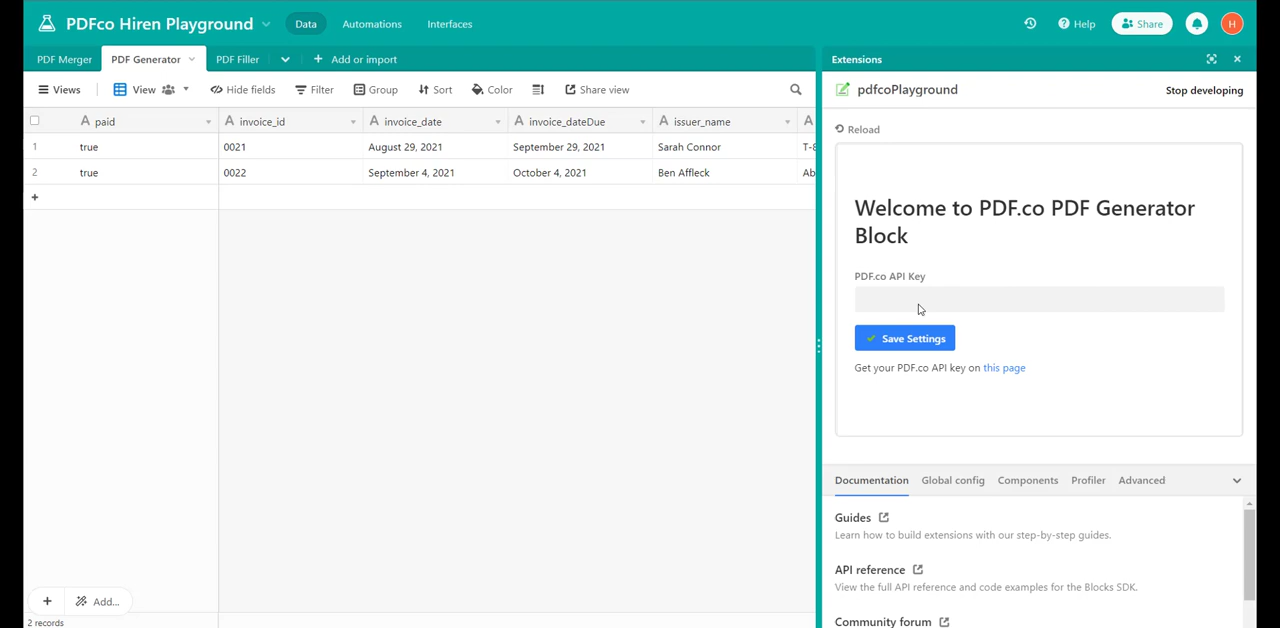 PDFco Hiren Playground
Data
Automations
Interfaces
Help
Share
H
PDF Merger
PDF Generator
PDF Filler
Add or import
Extensions
Views
View
Hide fields
Filter
Group
Sort
Color
Share view
pdfcoPlayground
Stop developing
A paid
A invoice_id
A invoice_date
A invoice_dateDue
A issuer_name
A
1 true 0021 August 29, 2021 September 29, 2021 Sarah Connor T-8
2 true 0022 September 4, 2021 October 4, 2021 Ben Affleck Ab
+
Reload
Welcome to PDF.co PDF Generator
Block
PDF.co API Key
Save Settings
Get your PDF.co API key on this page
Documentation
Global config
Components
Profiler
Advanced
Guides
Learn how to build extensions with our step-by-step guides.
API reference
View the full API reference and code examples for the Blocks SDK.
Community forum
+ Add...
2 records